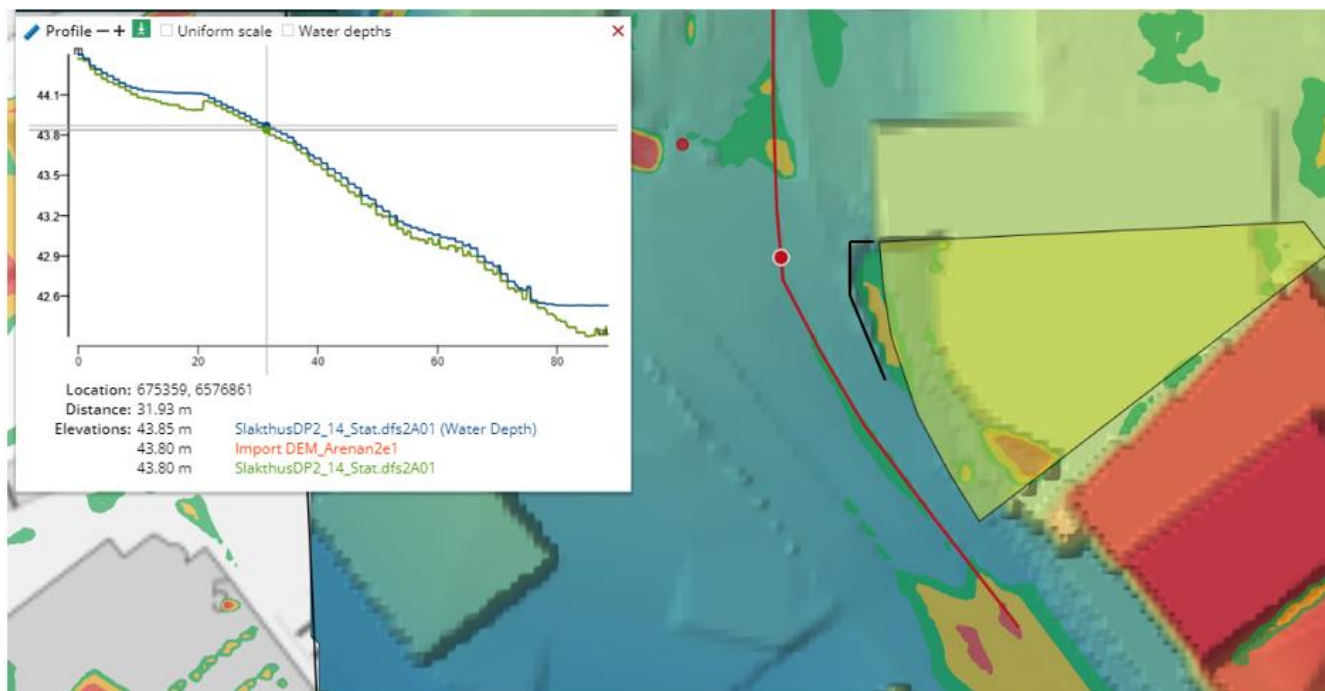 Profile − + Uniform scale Water depths ×
m
44.1
43.8
43.5
43.2
42.9
42.6
0 20 40 60 80
Location: 675359, 6576861
Distance: 31.93 m
Elevations: 43.85 m SlakthusDP2_14_Stat.dfs2A01 (Water Depth)
43.80 m Import DEM_Arenan2e1
43.80 m SlakthusDP2_14_Stat.dfs2A01
5